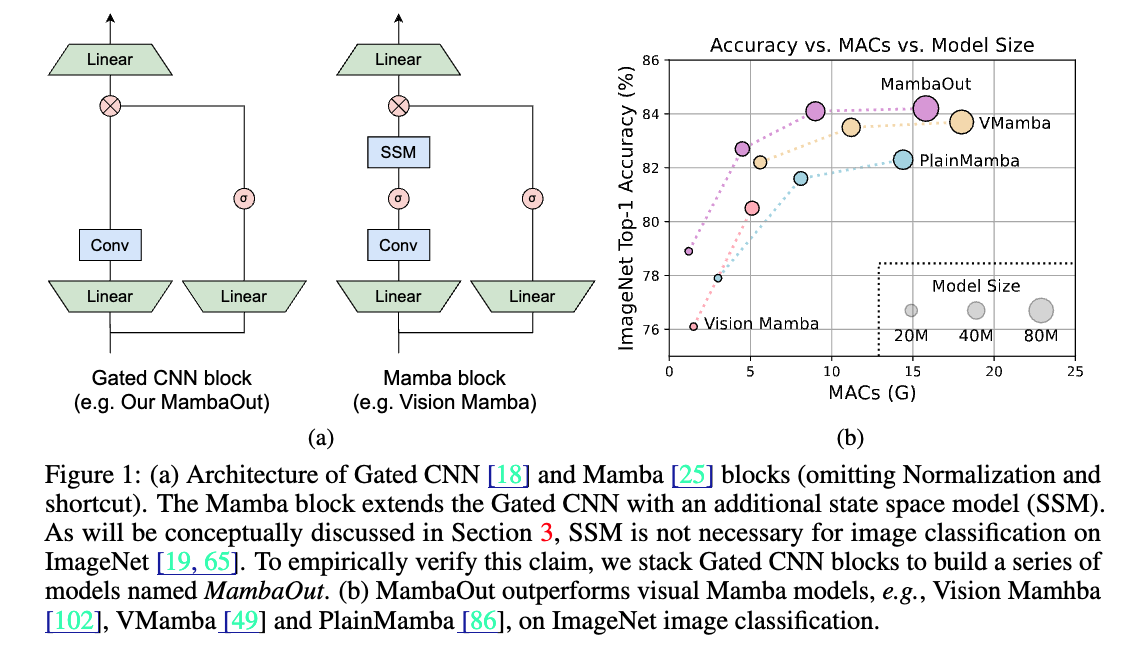 Linear
σ
Conv
Linear
Linear
Gated CNN block
(e.g. Our MambaOut)
Linear
SSM
σ
σ
Conv
Linear
Linear
Mamba block
(e.g. Vision Mamba)
(a)
Accuracy vs. MACs vs. Model Size
ImageNet Top-1 Accuracy (%)
86
84
82
80
78
76
MambaOut
VMamba
PlainMamba
Vision Mamba
Model Size
20M 40M 80M
0 5 10 15 20 25
MACs (G)
(b)
Figure 1: (a) Architecture of Gated CNN [18] and Mamba [25] blocks (omitting Normalization and
shortcut). The Mamba block extends the Gated CNN with an additional state space model (SSM).
As will be conceptually discussed in Section 3, SSM is not necessary for image classification on
ImageNet [19, 65]. To empirically verify this claim, we stack Gated CNN blocks to build a series of
models named MambaOut. (b) MambaOut outperforms visual Mamba models, e.g., Vision Mamhba
[102], VMamba [49] and PlainMamba [86], on ImageNet image classification.